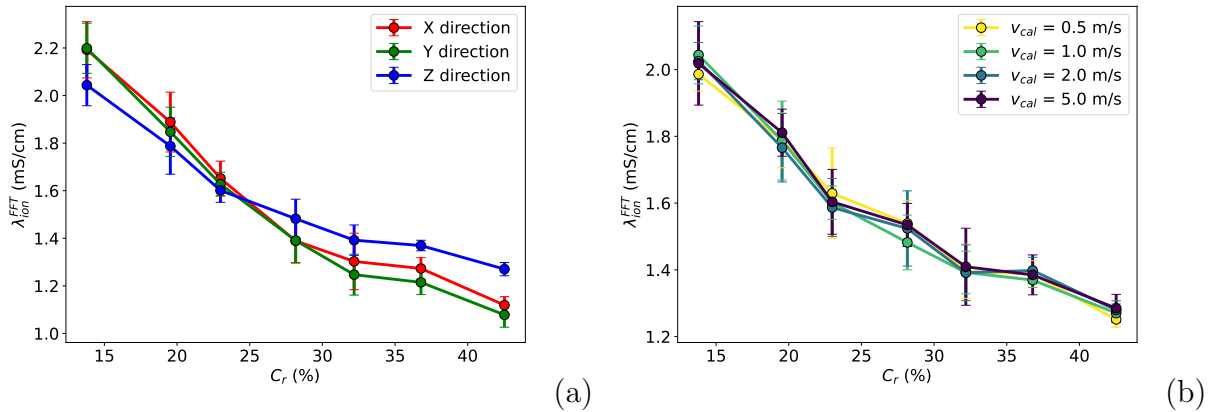 X direction
Y direction
Z direction
2.2
2.0
1.8
1.6
1.4
1.2
1.0
15 20 25 30 35 40
λ_ion^FFT (mS/cm)
C_r (%)
(a)
v_cal = 0.5 m/s
v_cal = 1.0 m/s
v_cal = 2.0 m/s
v_cal = 5.0 m/s
2.0
1.8
1.6
1.4
1.2
15 20 25 30 35 40
λ_ion^FFT (mS/cm)
C_r (%)
(b)